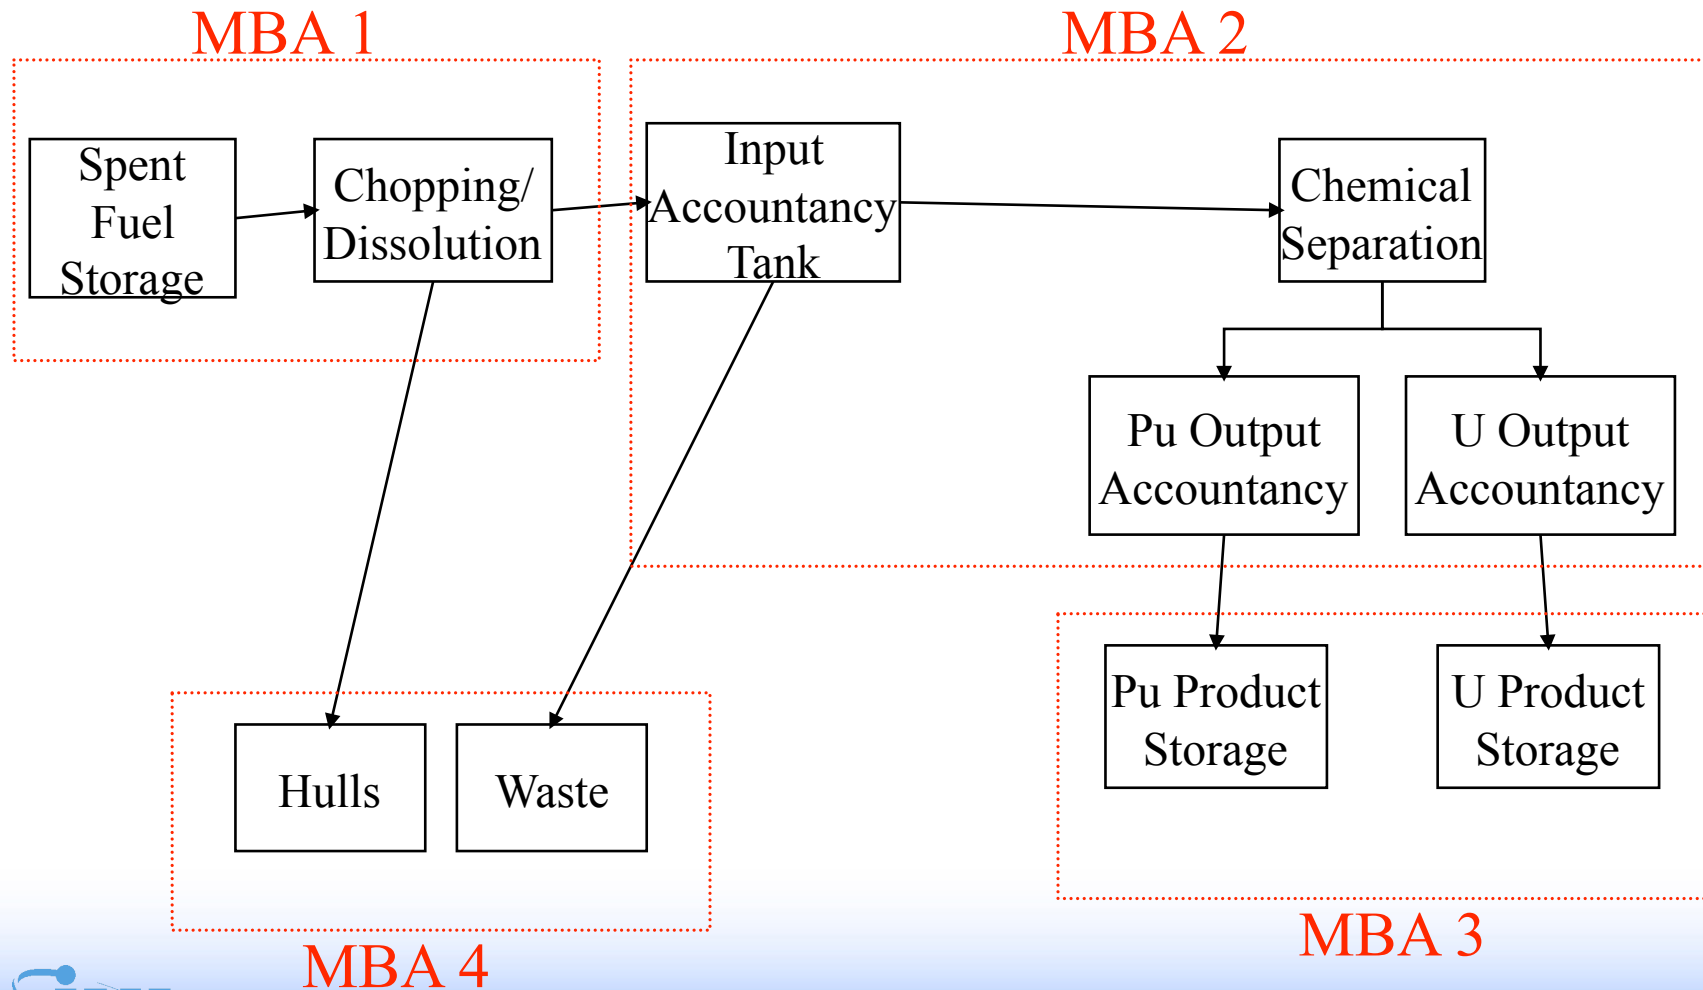 MBA 1
MBA 2
Spent
Fuel
Storage
Chopping/
Dissolution
Input
Accountancy
Tank
Chemical
Separation
Pu Output
Accountancy
U Output
Accountancy
Pu Product
Storage
U Product
Storage
Hulls
Waste
MBA 3
MBA 4